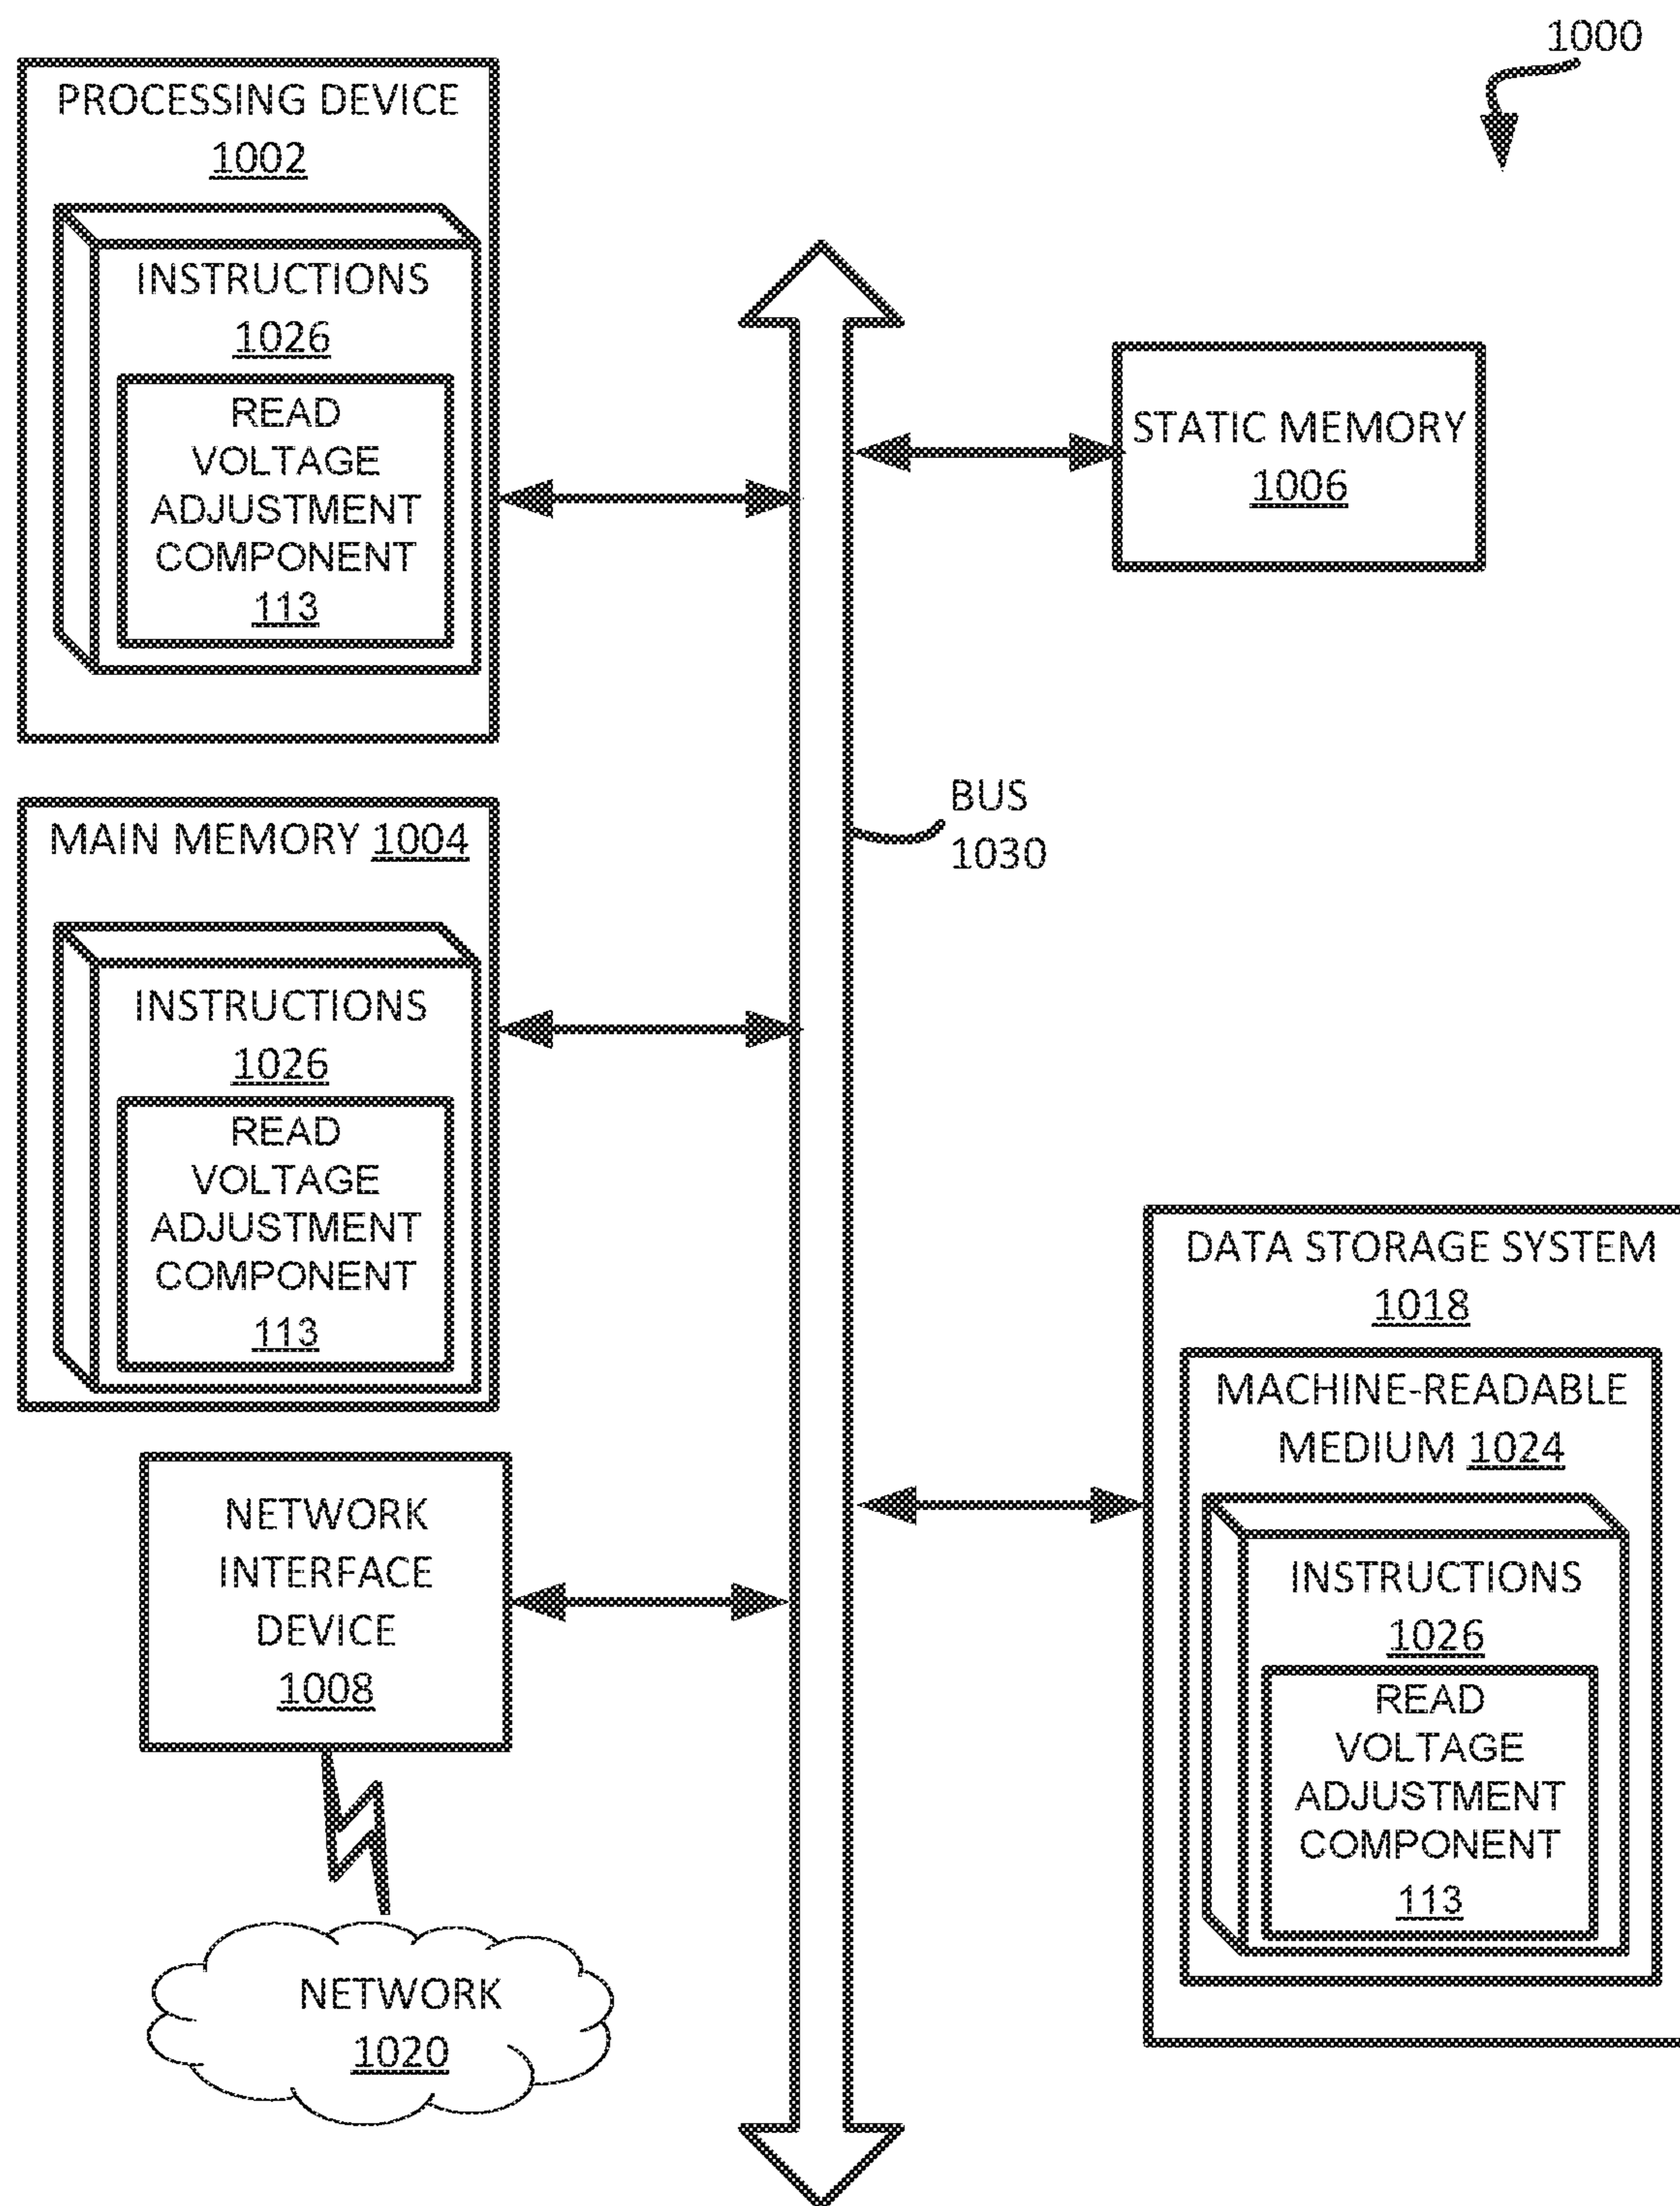 1000
PROCESSING DEVICE
1002
INSTRUCTIONS
1026
READ
VOLTAGE
ADJUSTMENT
COMPONENT
113
STATIC MEMORY
1006
BUS
1030
MAIN MEMORY 1004
INSTRUCTIONS
1026
READ
VOLTAGE
ADJUSTMENT
COMPONENT
113
DATA STORAGE SYSTEM
1018
MACHINE-READABLE
MEDIUM 1024
INSTRUCTIONS
1026
READ
VOLTAGE
ADJUSTMENT
COMPONENT
113
NETWORK
INTERFACE
DEVICE
1008
NETWORK
1020